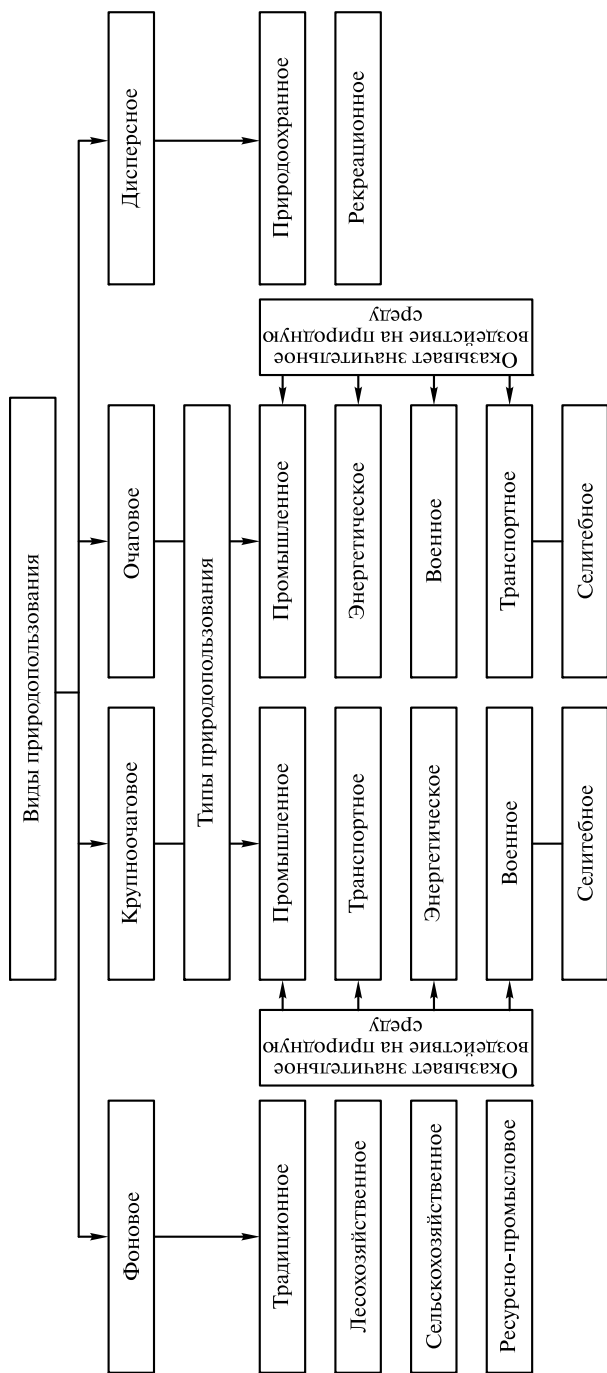 Виды природопользования
Фоновое
Крупноочаговое
Очаговое
Дисперсное
Типы природопользования
Традиционное
Лесохозяйственное
Сельскохозяйственное
Ресурсно-промысловое
Оказывает значительное
воздействие на природную
среду
Промышленное
Транспортное
Энергетическое
Военное
Селитебное
Промышленное
Энергетическое
Военное
Транспортное
Селитебное
Оказывает значительное
воздействие на природную
среду
Природоохранное
Рекреационное